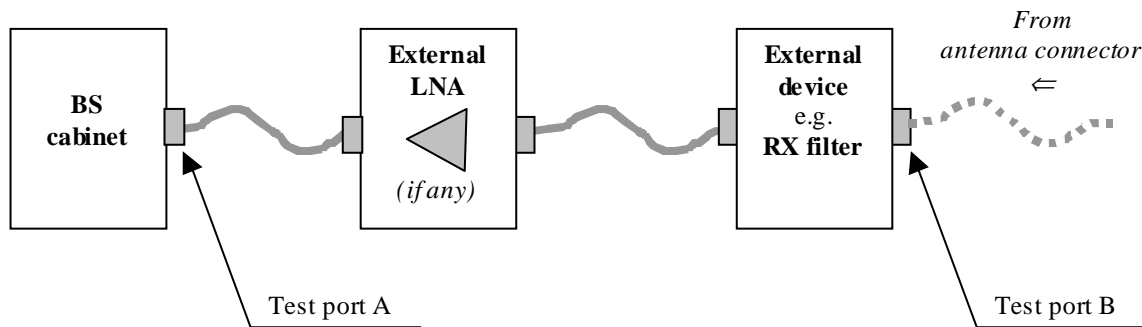 BS
cabinet
External
LNA
(if any)
External
device
e.g.
RX filter
From
antenna connector
⇐
Test port A
Test port B